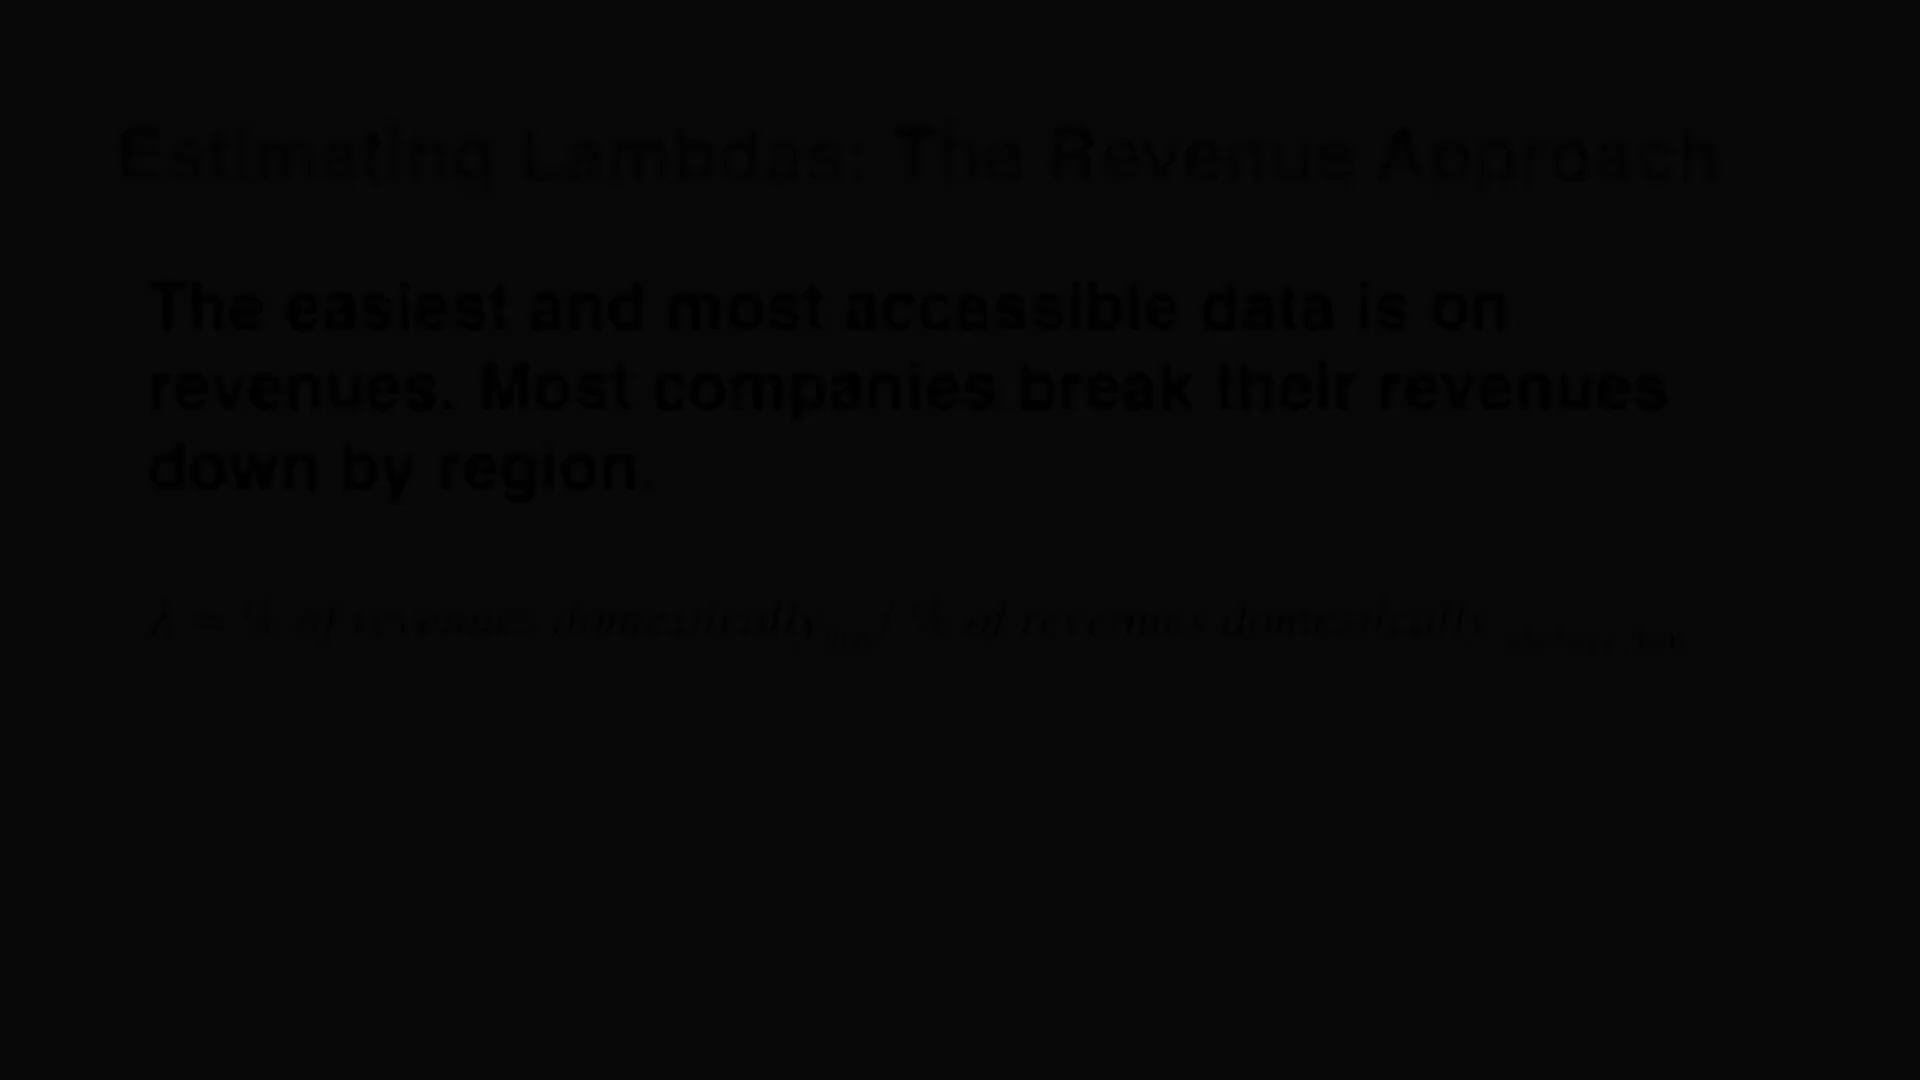 Estimating Lambdas: The Revenue Approach
The easiest and most accessible data is on
revenues. Most companies break their revenues
down by region.
λ = % of revenues domestically / % of revenues domestically